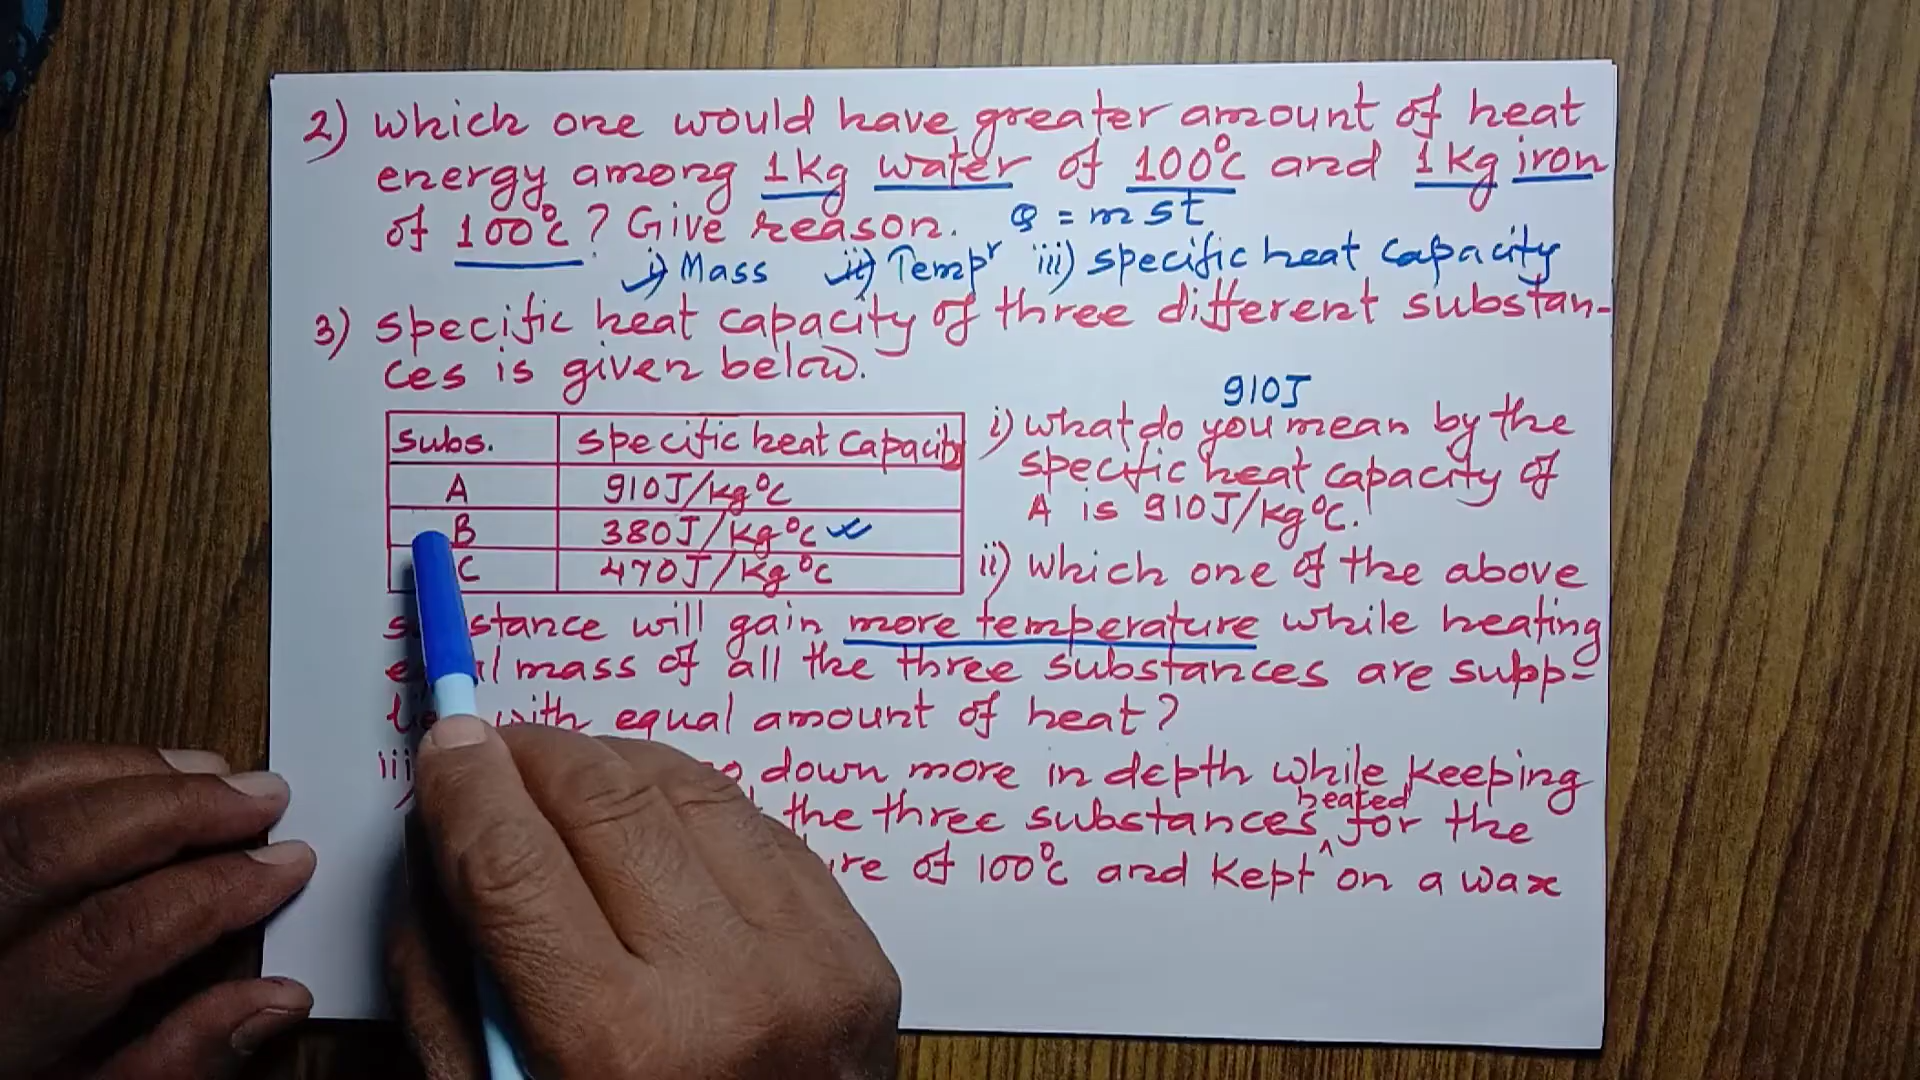 2) which one would have greater amount of heat
energy among 1kg water of 100°C and 1kg iron
of 100°C? Give reason. Q = mst
i) Mass ii) Temp^r iii) specific heat capacity
3) specific heat capacity of three different substan-
ces is given below.
Subs. specific heat capacity
A 910J/kg°C
B 380J/kg°C
C 470J/kg°C
910J
i) what do you mean by the
specific heat capacity of
A is 910J/kg°C.
ii) which one of the above
stance will gain more temperature while heating
mass of all the three substances are supp-
with equal amount of heat?
iii down more in depth while keeping
the three substances heated for the
of 100°C and kept ^ on a wax